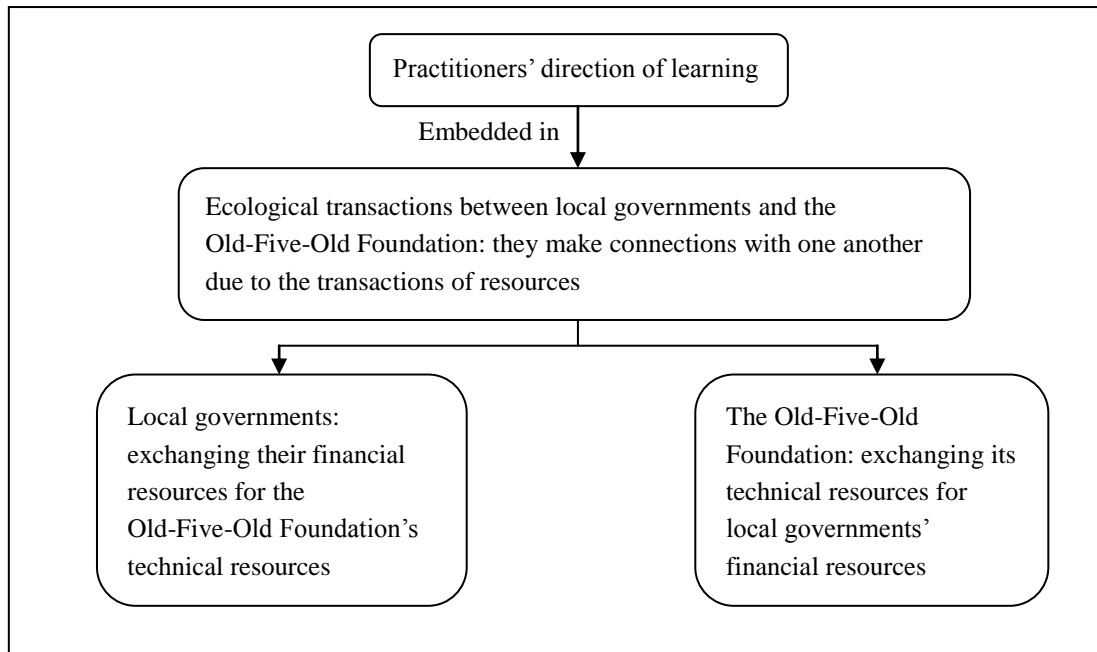 Practitioners’ direction of learning
Embedded in
Ecological transactions between local governments and the
Old-Five-Old Foundation: they make connections with one another
due to the transactions of resources
Local governments:
exchanging their financial
resources for the
Old-Five-Old Foundation’s
technical resources
The Old-Five-Old
Foundation: exchanging its
technical resources for
local governments’
financial resources